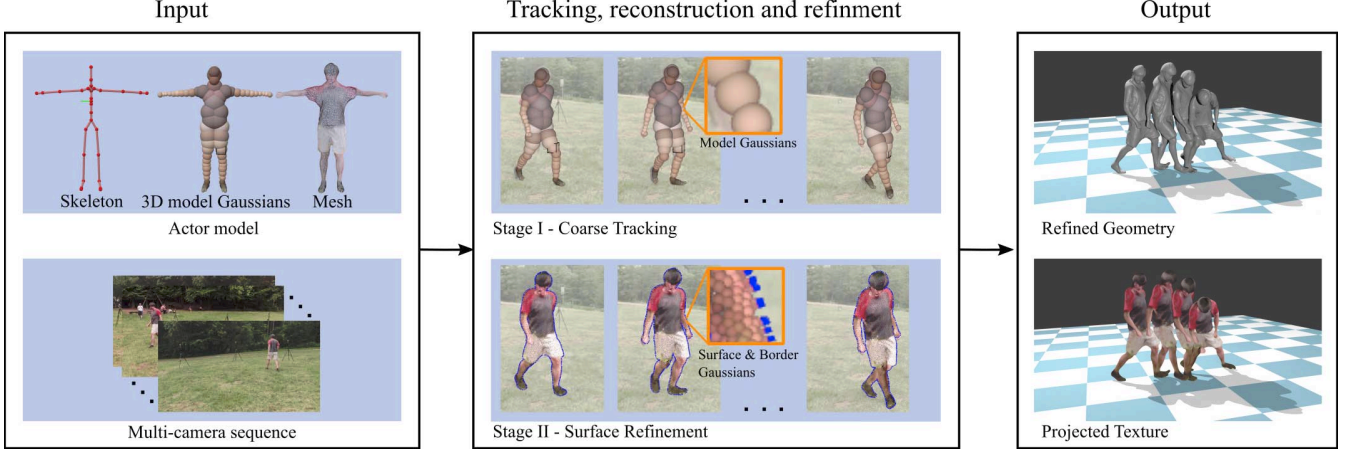 Input
Tracking, reconstruction and refinment
Output
Skeleton
3D model Gaussians
Mesh
Actor model
Multi-camera sequence
Model Gaussians
Stage I - Coarse Tracking
Surface & Border
Gaussians
Stage II - Surface Refinement
Refined Geometry
Projected Texture